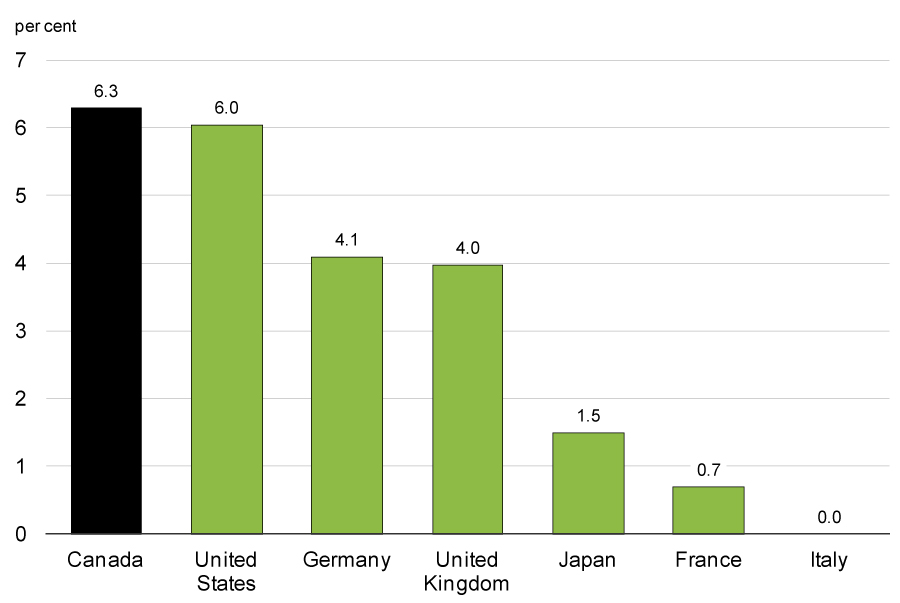 per cent
7
6.3
6.0
6
5
4.1
4.0
4
3
2
1.5
1
0.7
0.0
0
Canada
United
States
Germany
United
Kingdom
Japan
France
Italy